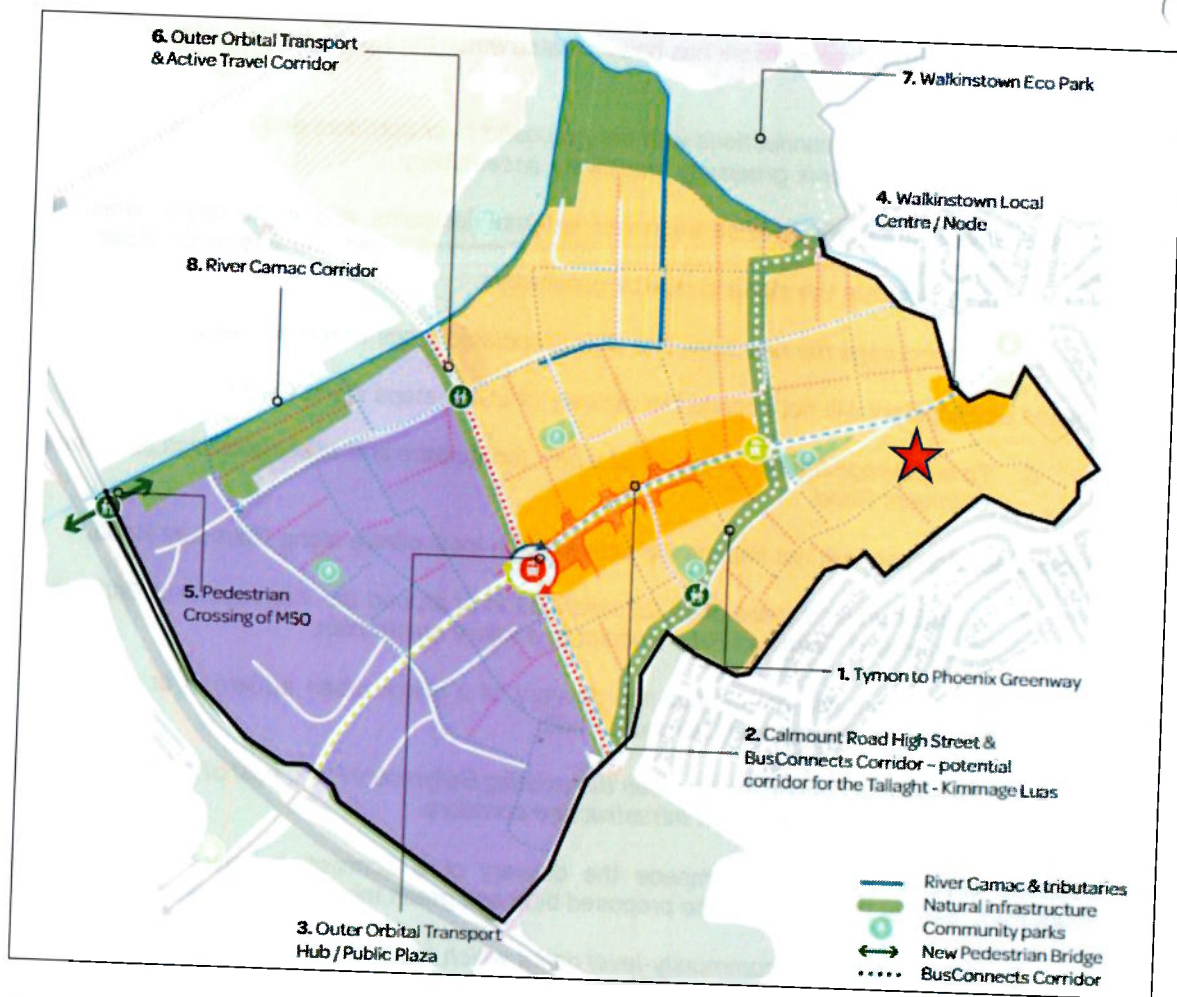 6. Outer Orbital Transport
& Active Travel Corridor
7. Walkinstown Eco Park
4. Walkinstown Local
Centre / Node
8. River Camac Corridor
5. Pedestrian
Crossing of M50
1. Tymon to Phoenix Greenway
2. Calmount Road High Street &
BusConnects Corridor – potential
corridor for the Tallaght - Kimmage Luas
3. Outer Orbital Transport
Hub / Public Plaza
River Camac & tributaries
Natural infrastructure
Community parks
New Pedestrian Bridge
BusConnects Corridor